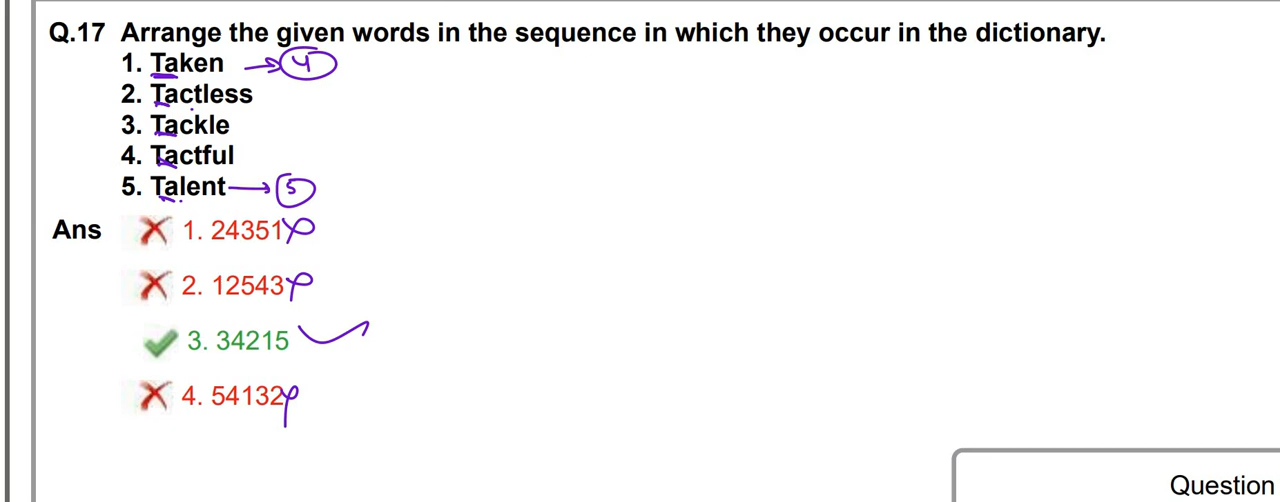 Q.17 Arrange the given words in the sequence in which they occur in the dictionary.
1. Taken → 4
2. Tactless
3. Tackle
4. Tactful
5. Talent → 5
Ans 1. 24351
2. 12543
3. 34215
4. 54132
Question